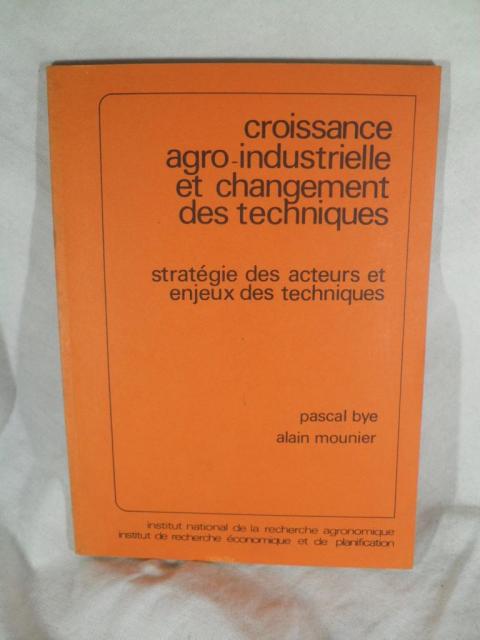 croissance
agro-industrielle
et changement
des techniques
stratégie des acteurs et
enjeux des techniques
pascal bye
alain mounier
institut national de la recherche agronomique
institut de recherche économique et de planification